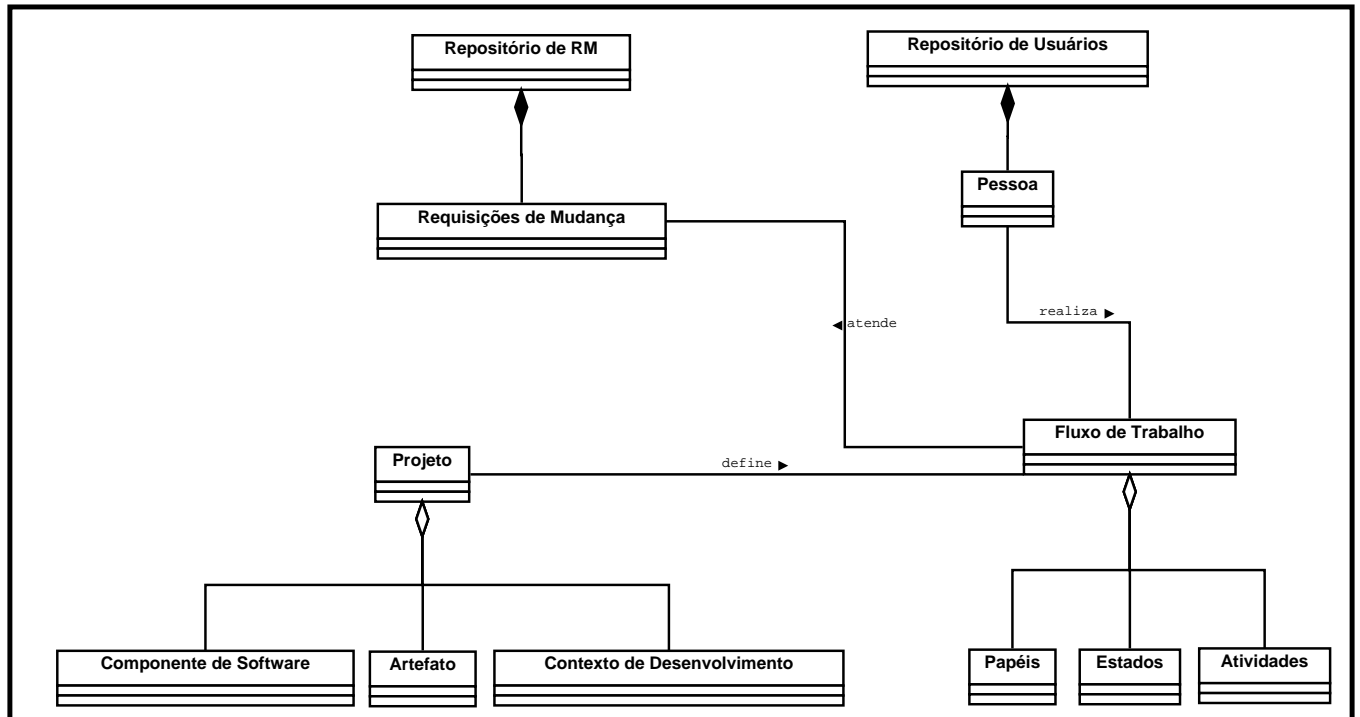 Repositório de RM
Repositório de Usuários
Pessoa
Requisições de Mudança
realiza
atende
Fluxo de Trabalho
Projeto
define
Componente de Software
Artefato
Contexto de Desenvolvimento
Papéis
Estados
Atividades